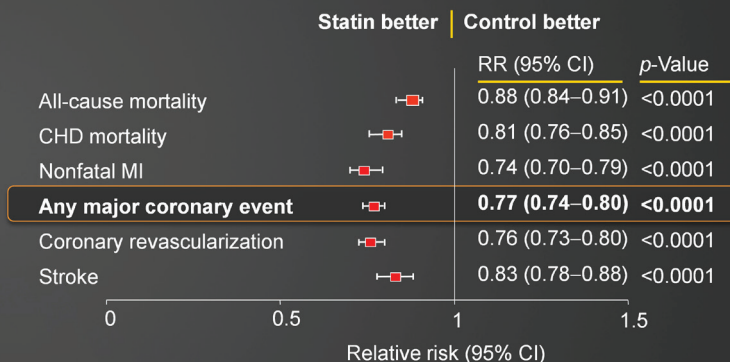 Statin better | Control better
RR (95% CI) p-Value
All-cause mortality 0.88 (0.84–0.91) <0.0001
CHD mortality 0.81 (0.76–0.85) <0.0001
Nonfatal MI 0.74 (0.70–0.79) <0.0001
Any major coronary event 0.77 (0.74–0.80) <0.0001
Coronary revascularization 0.76 (0.73–0.80) <0.0001
Stroke 0.83 (0.78–0.88) <0.0001
0 0.5 1 1.5
Relative risk (95% CI)